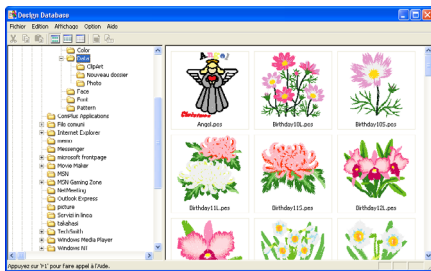 Design Database
Fichier Edition Affichage Option Aide
Color
Data
ClipArt
Nouveau dossier
Photo
Face
Font
Pattern
ComPlus Applications
File comuni
Internet Explorer
Messenger
microsoft frontpage
Movie Maker
MSN
MSN Gaming Zone
NetMeeting
Outlook Express
picture
Servizi in linea
takahasi
TechSmith
Windows Media Player
Windows NT
Angel
Christmas
Angel.pes
Birthday10L.pes
Birthday10S.pes
Birthday11L.pes
Birthday11S.pes
Birthday12L.pes
Appuyez sur 'F1' pour faire appel à l'Aide.